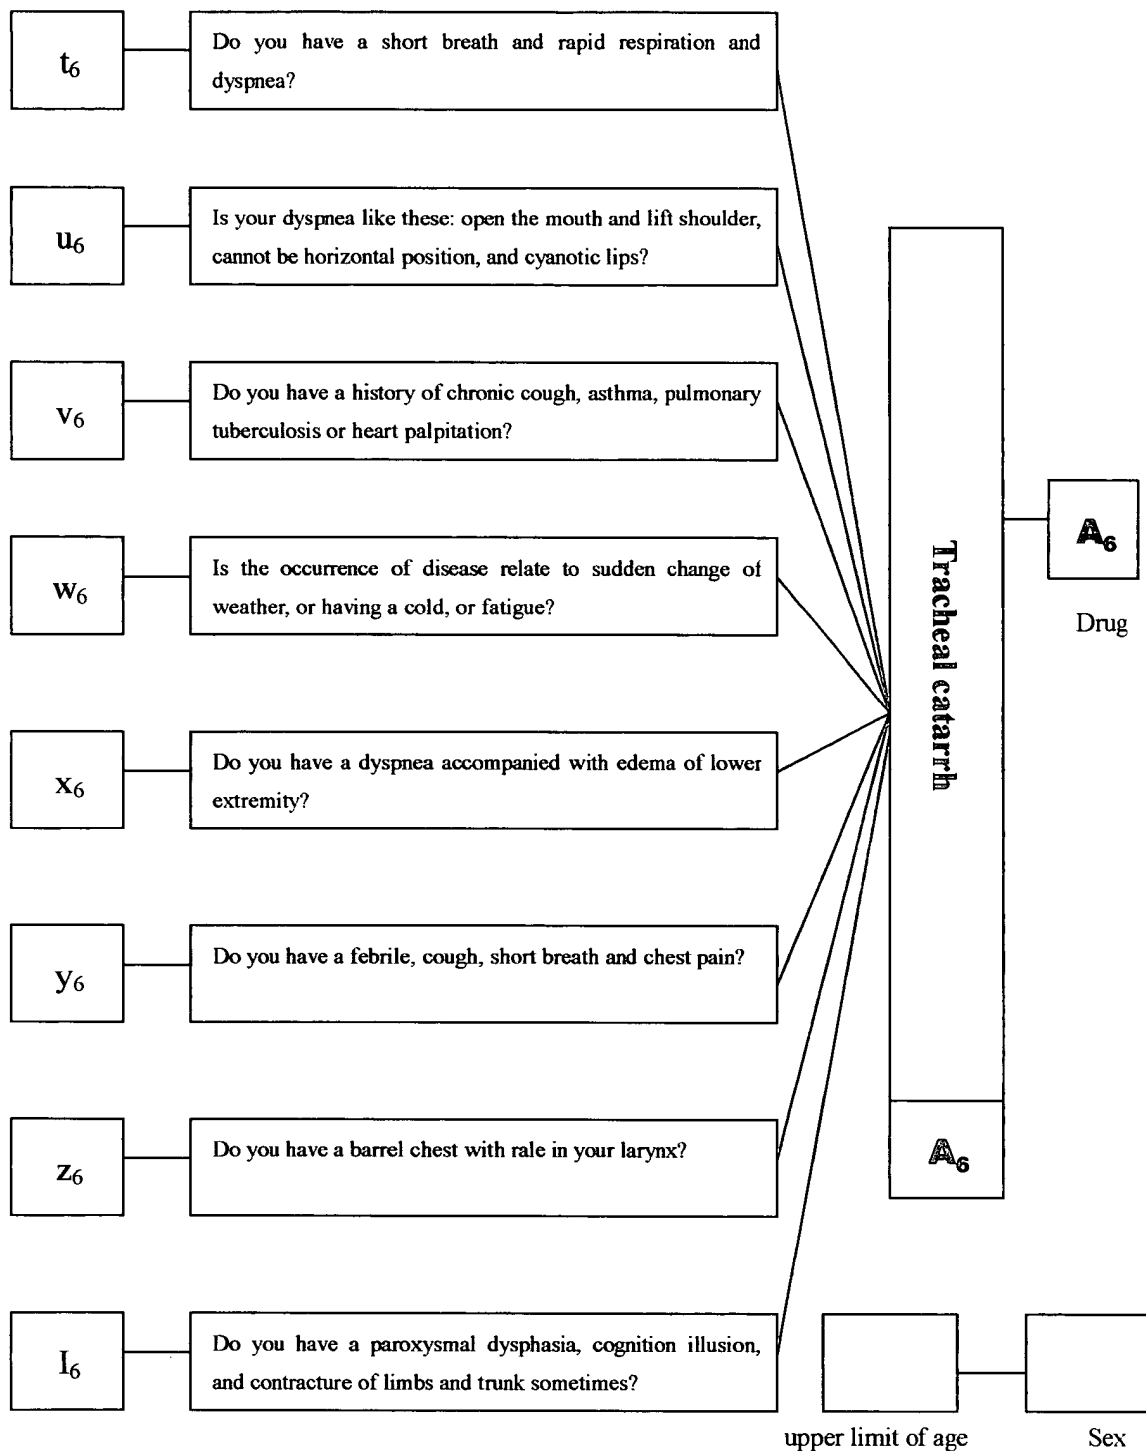 t6
Do you have a short breath and rapid respiration and
dyspnea?
u6
Is your dyspnea like these: open the mouth and lift shoulder,
cannot be horizontal position, and cyanotic lips?
v6
Do you have a history of chronic cough, asthma, pulmonary
tuberculosis or heart palpitation?
w6
Is the occurrence of disease relate to sudden change of
weather, or having a cold, or fatigue?
x6
Do you have a dyspnea accompanied with edema of lower
extremity?
y6
Do you have a febrile, cough, short breath and chest pain?
z6
Do you have a barrel chest with rale in your larynx?
I6
Do you have a paroxysmal dysphasia, cognition illusion,
and contracture of limbs and trunk sometimes?
Tracheal catarrh
A6
A6
Drug
upper limit of age
Sex